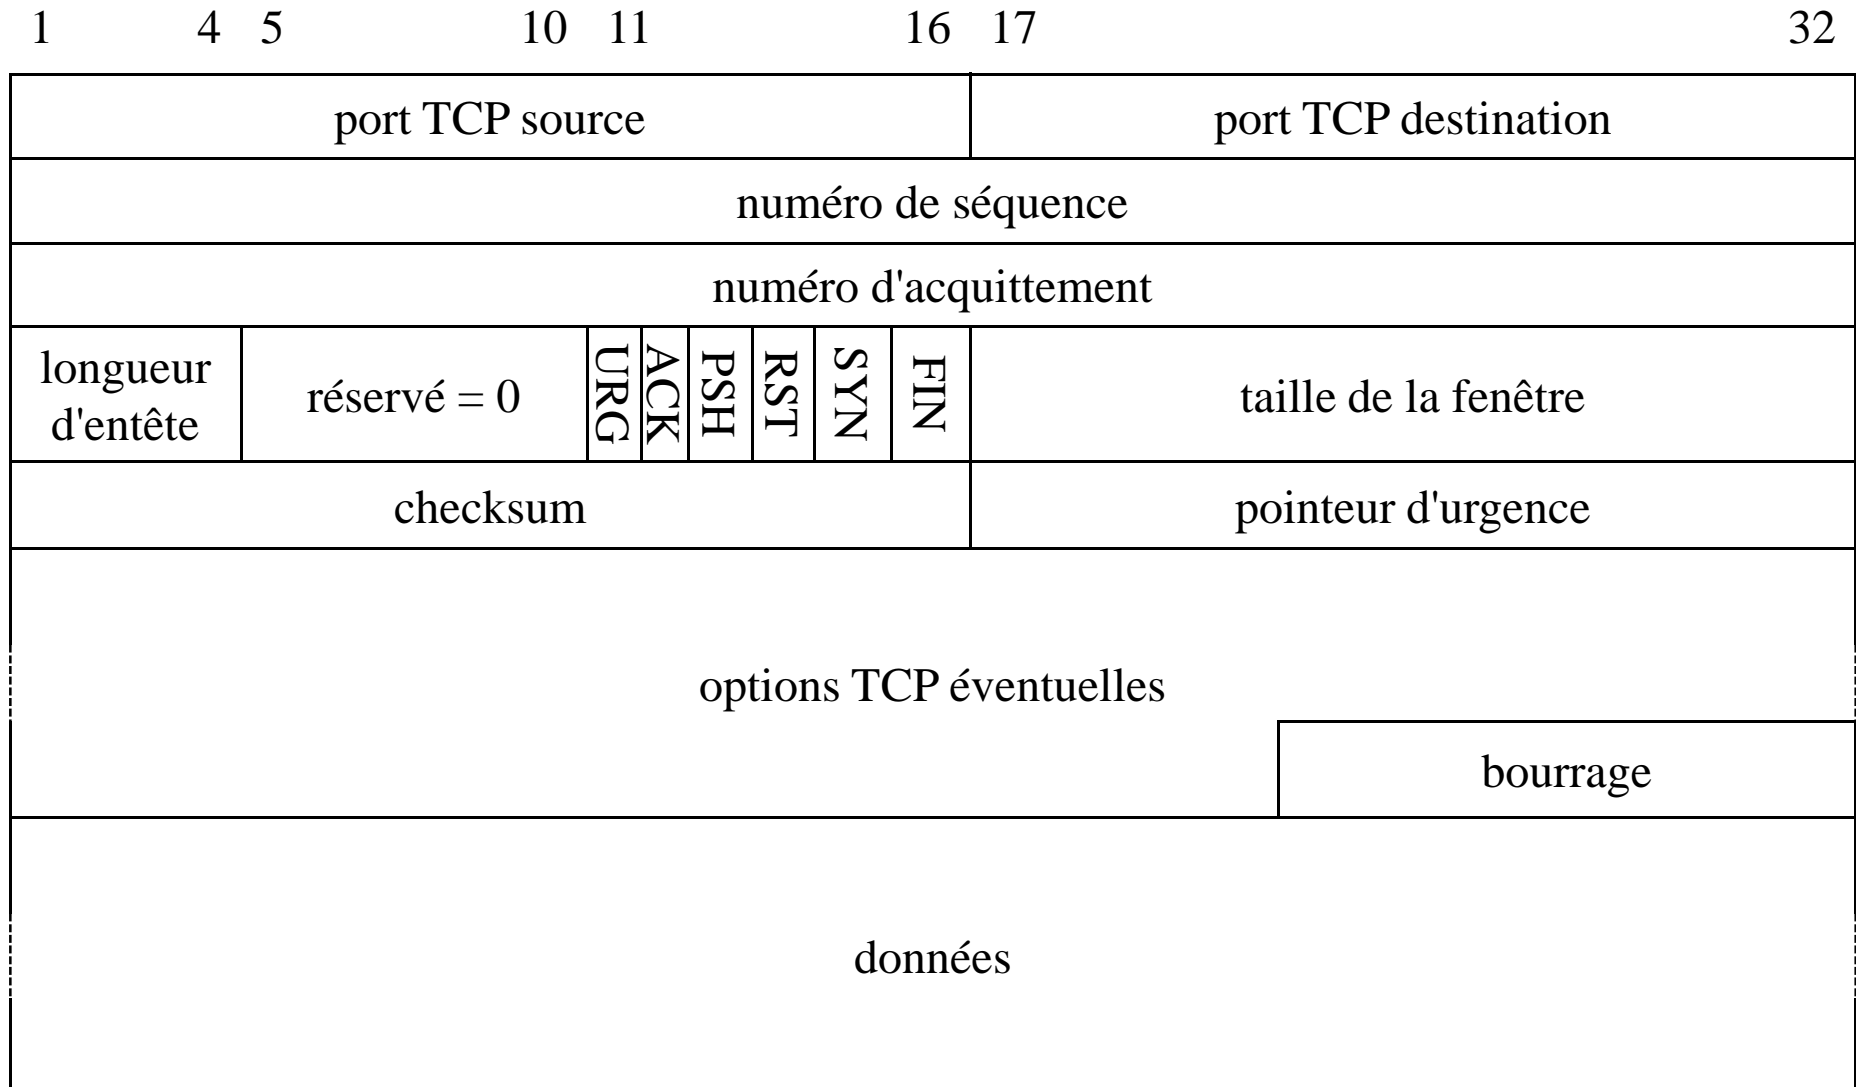 1 4 5 10 11 16 17 32
port TCP source port TCP destination
numéro de séquence
numéro d'acquittement
longueur
d'entête
réservé = 0
URG
ACK
PSH
RST
SYN
FIN
taille de la fenêtre
checksum pointeur d'urgence
options TCP éventuelles
bourrage
données